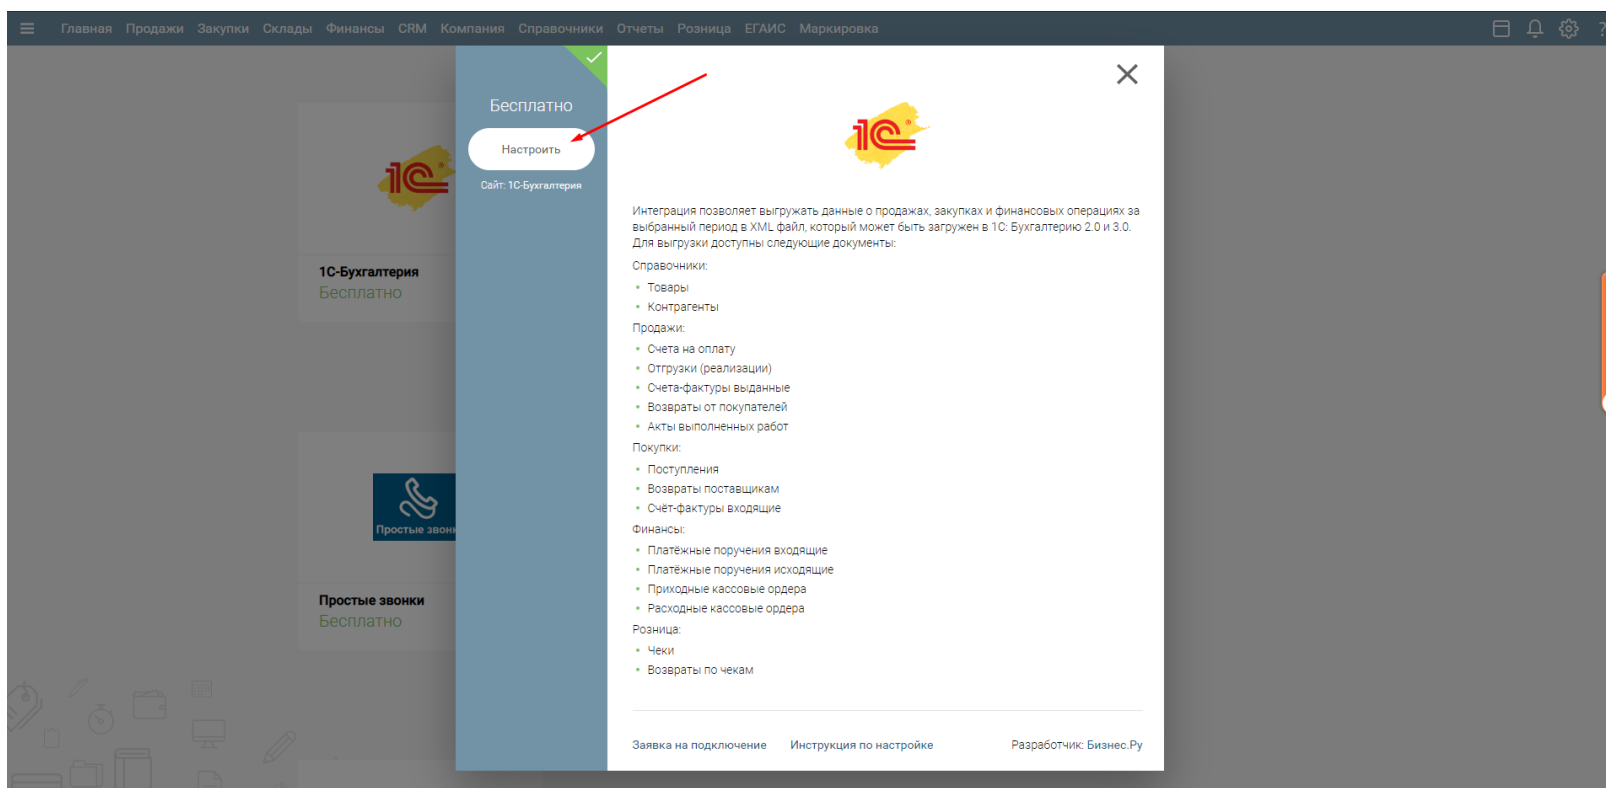 Главная Продажи Закупки Склады Финансы CRM Компания Справочники Отчеты Розница ЕГАИС Маркировка ?
Бесплатно
Настроить
Сайт: 1С-Бухгалтерия
1С
Интеграция позволяет выгружать данные о продажах, закупках и финансовых операциях за
выбранный период в XML файл, который может быть загружен в 1С: Бухгалтерию 2.0 и 3.0.
Для выгрузки доступны следующие документы:
Справочники:
Товары
Контрагенты
Продажи:
Счета на оплату
Отгрузки (реализации)
Счета-фактуры выданные
Возвраты от покупателей
Акты выполненных работ
Покупки:
Поступления
Возвраты поставщикам
Счёт-фактуры входящие
Финансы:
Платёжные поручения входящие
Платёжные поручения исходящие
Приходные кассовые ордера
Расходные кассовые ордера
Розница:
Чеки
Возвраты по чекам
Заявка на подключение Инструкция по настройке Разработчик: Бизнес.Ру
1С
1С-Бухгалтерия
Бесплатно
Простые звонк
Простые звонки
Бесплатно